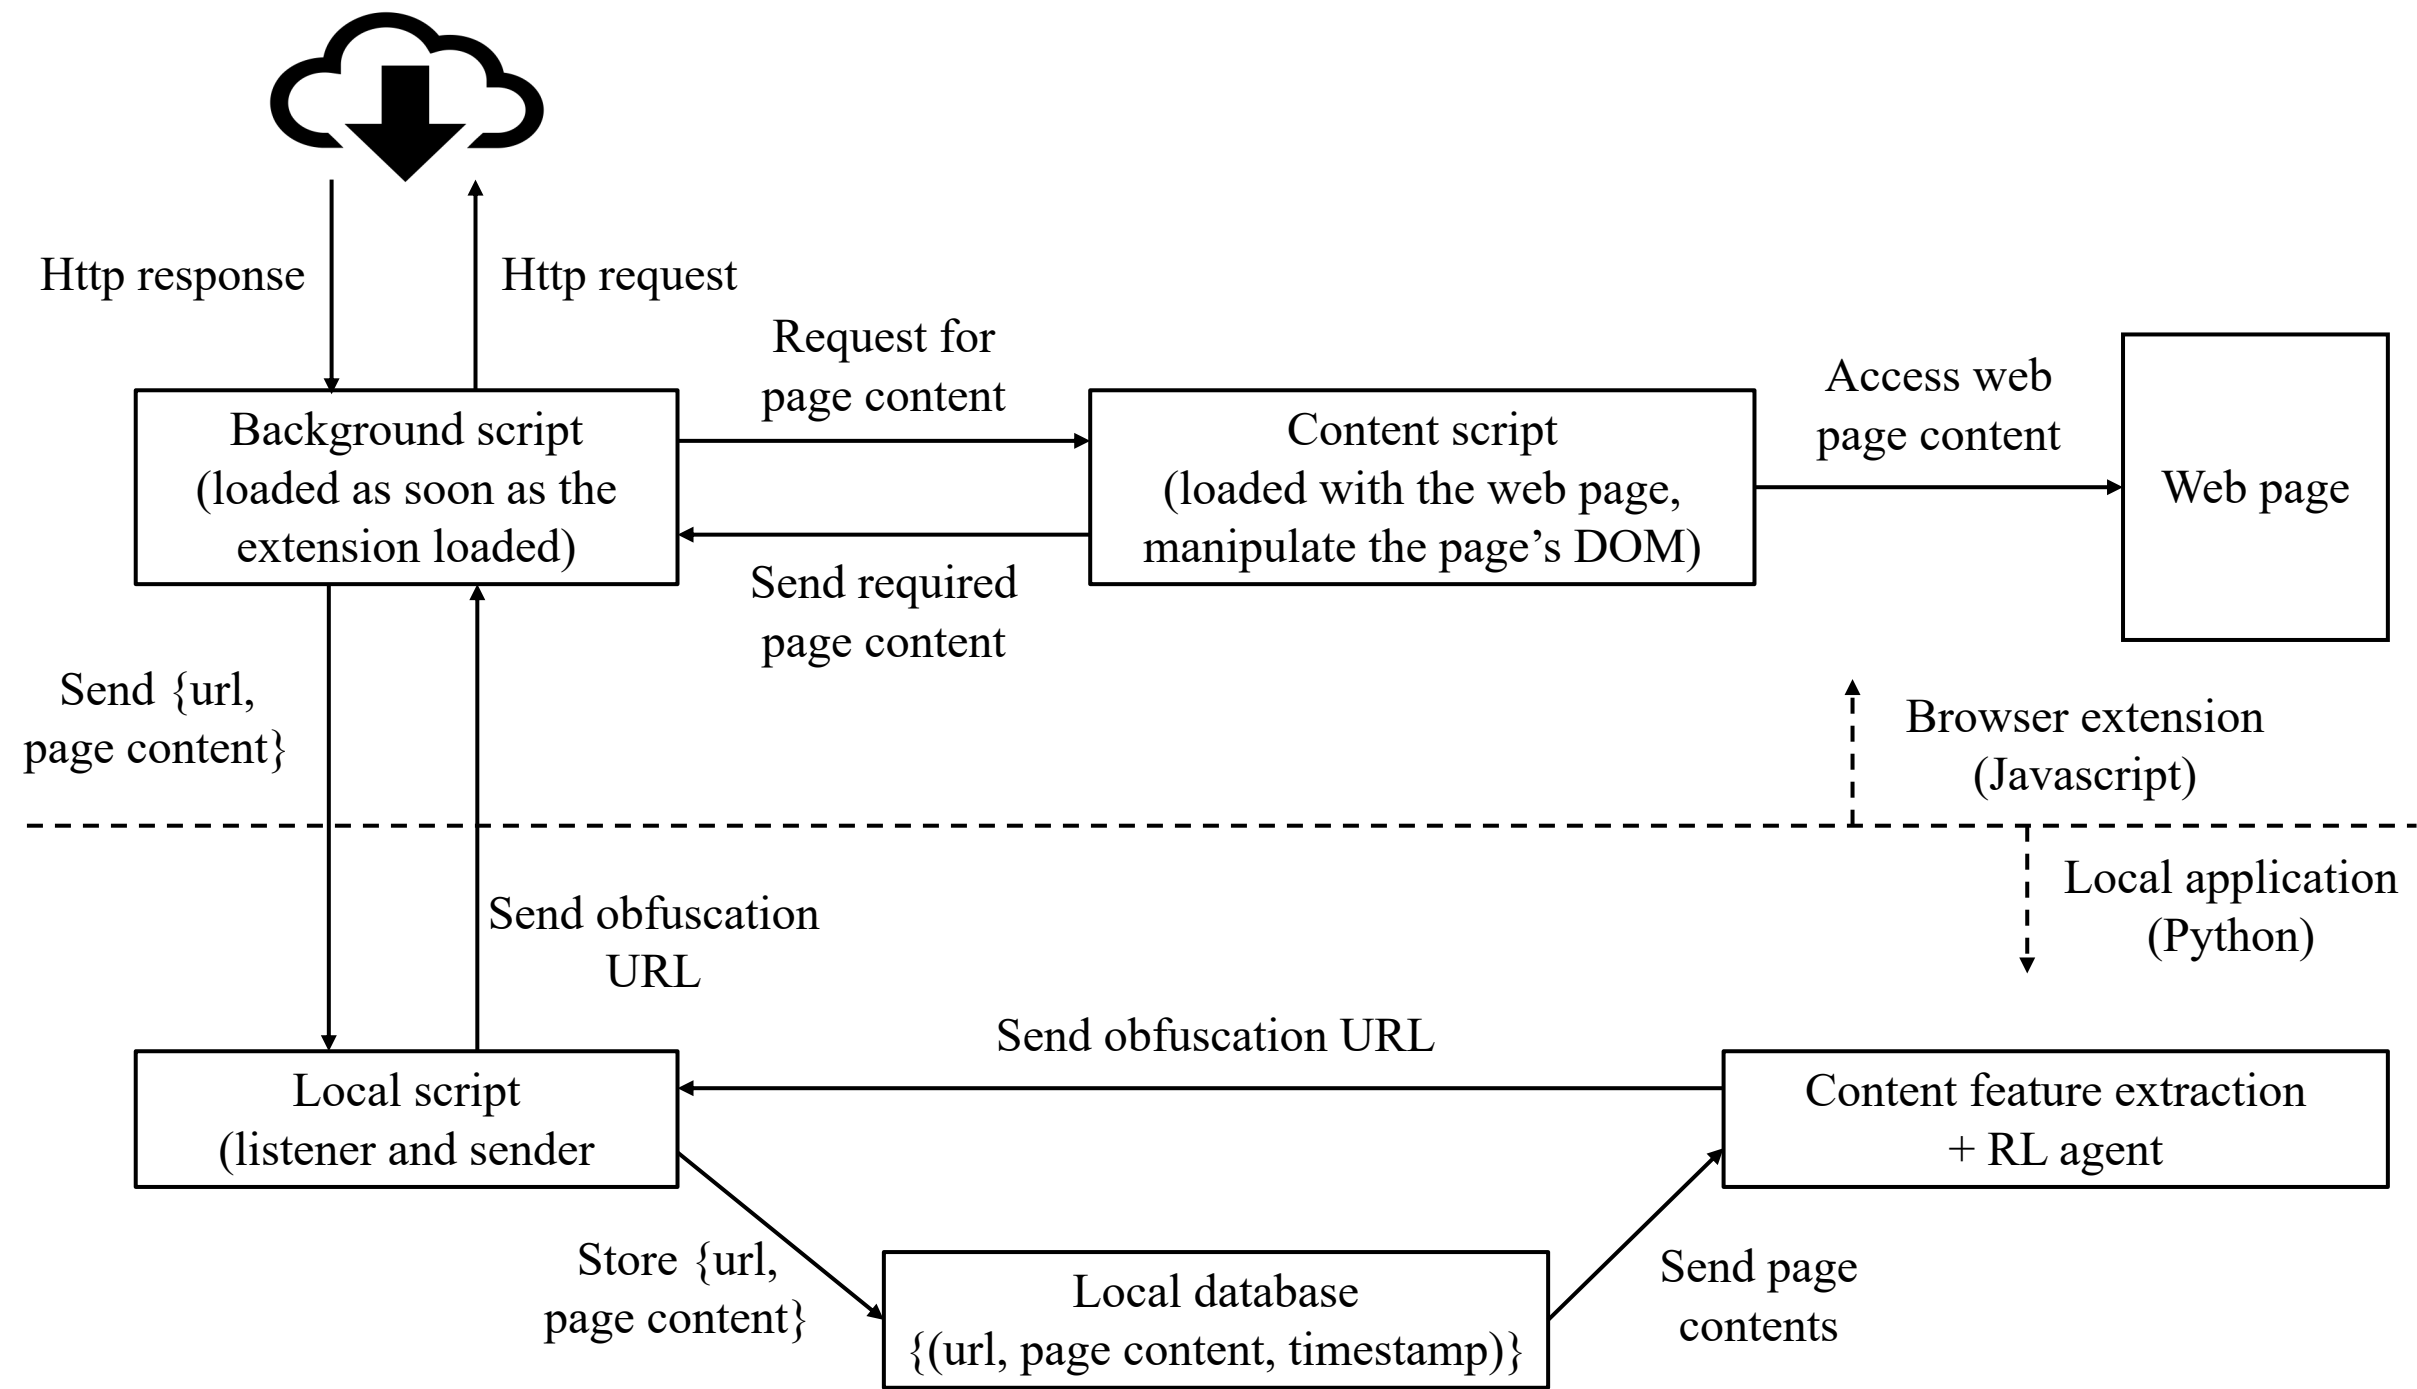 Http response
Http request
Request for
page content
Access web
page content
Background script
(loaded as soon as the
extension loaded)
Content script
(loaded with the web page,
manipulate the page’s DOM)
Web page
Send required
page content
Send {url,
page content}
Browser extension
(Javascript)
Local application
(Python)
Send obfuscation
URL
Send obfuscation URL
Local script
(listener and sender
Content feature extraction
+ RL agent
Store {url,
page content}
Local database
{(url, page content, timestamp)}
Send page
contents